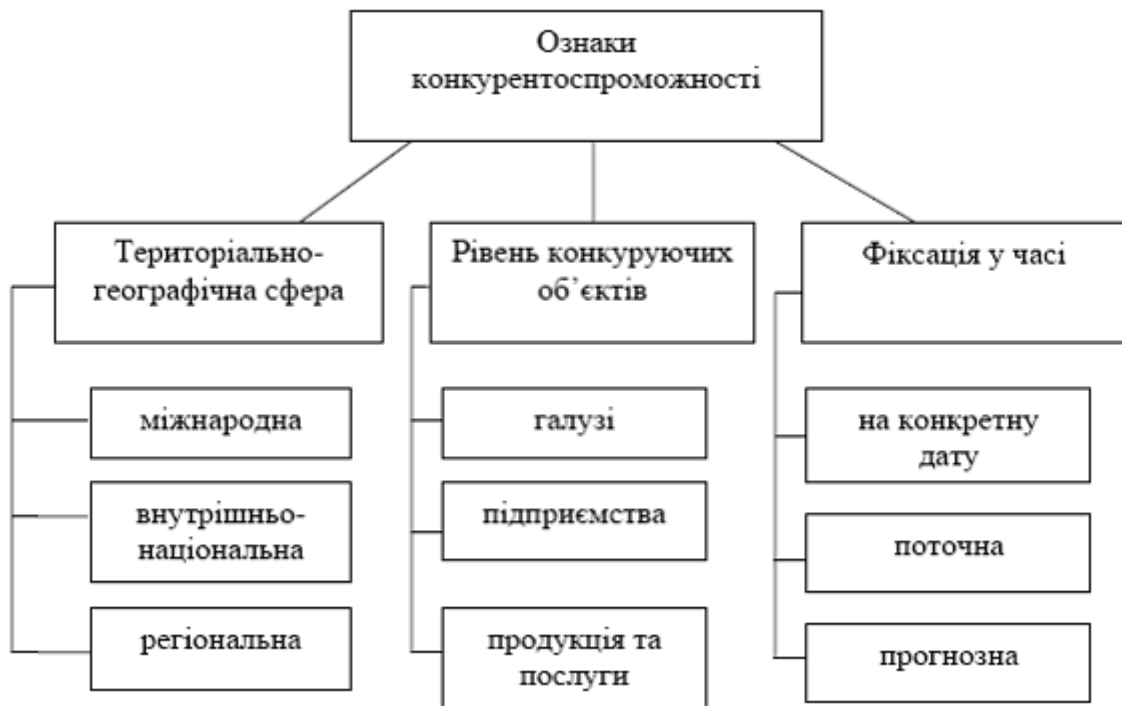 Ознаки
конкурентоспроможності
Територіально-
географічна сфера
міжнародна
внутрішньо-
національна
регіональна
Рівень конкуруючих
об’єктів
галузі
підприємства
продукція та
послуги
Фіксація у часі
на конкретну
дату
поточна
прогнозна